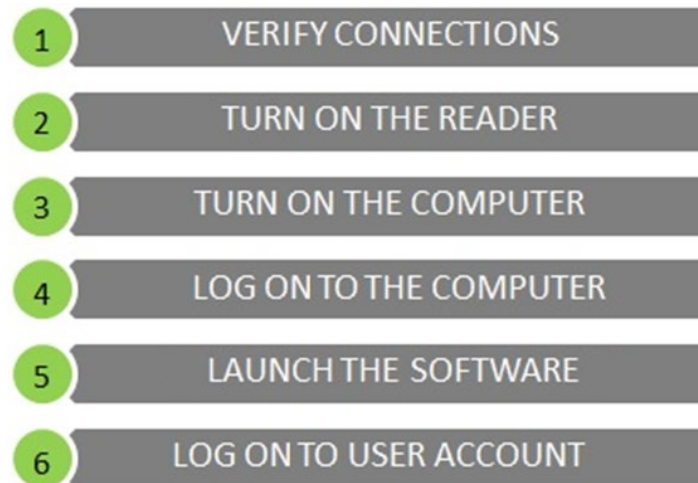 1 VERIFY CONNECTIONS
2 TURN ON THE READER
3 TURN ON THE COMPUTER
4 LOG ON TO THE COMPUTER
5 LAUNCH THE SOFTWARE
6 LOG ON TO USER ACCOUNT